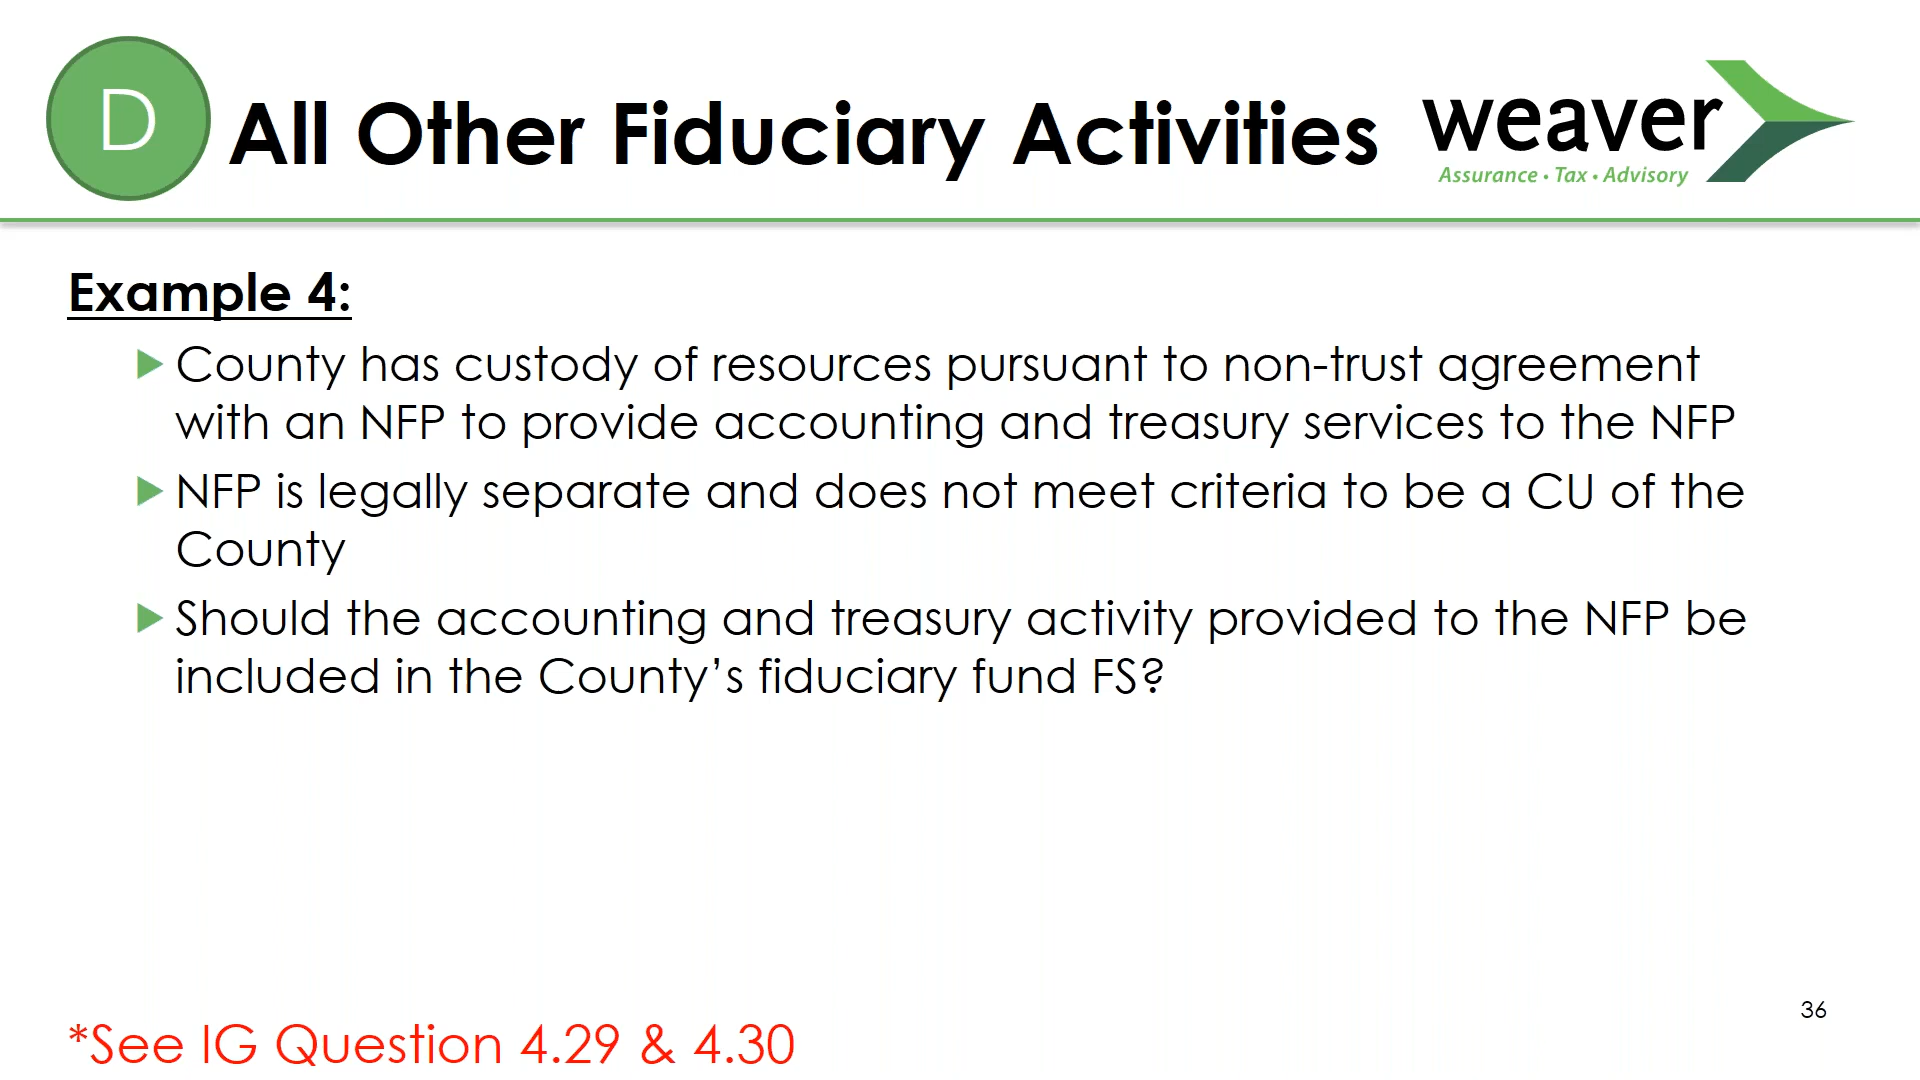 D
All Other Fiduciary Activities
weaver
Assurance • Tax • Advisory
Example 4:
County has custody of resources pursuant to non-trust agreement
with an NFP to provide accounting and treasury services to the NFP
NFP is legally separate and does not meet criteria to be a CU of the
County
Should the accounting and treasury activity provided to the NFP be
included in the County’s fiduciary fund FS?
36
*See IG Question 4.29 & 4.30